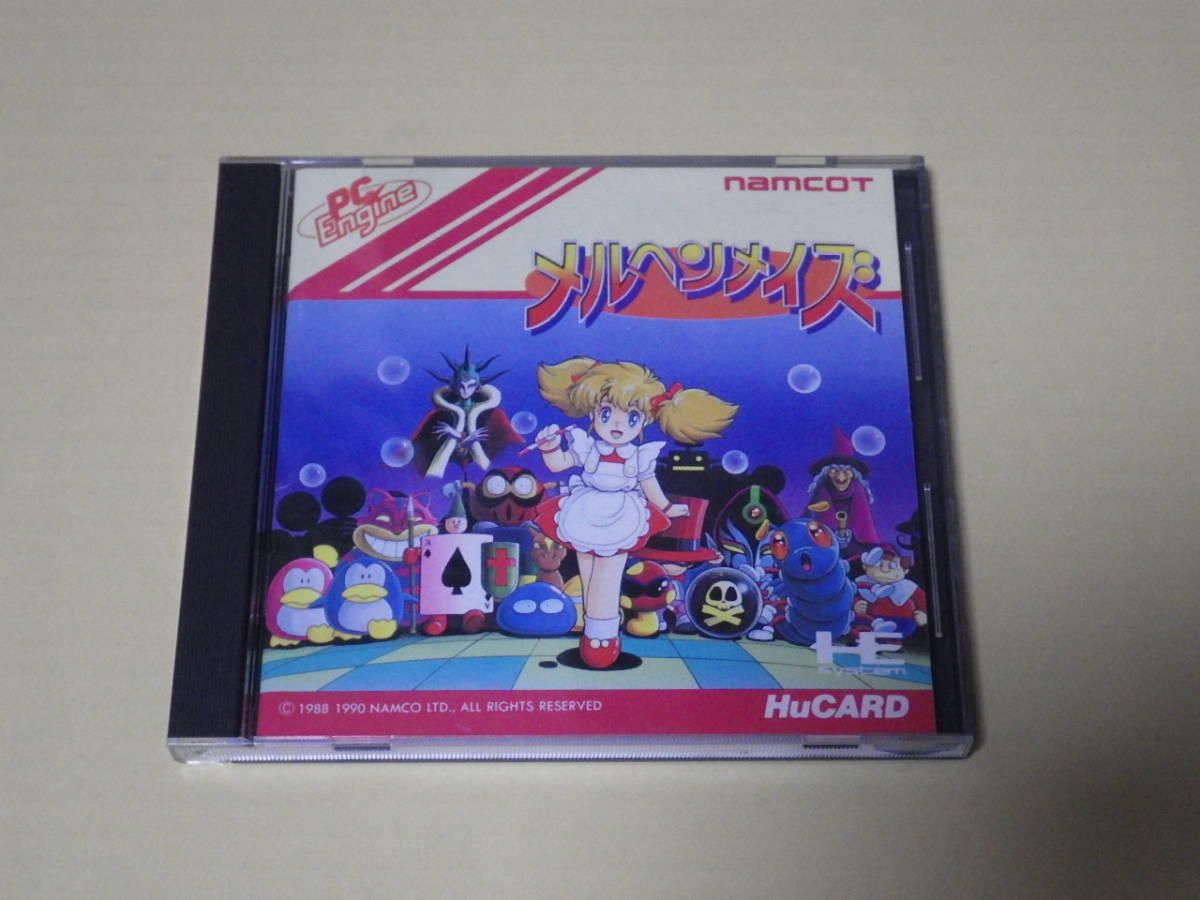 PC
Engine
namcoT
メルヘンメイズ
A
A
HE
SYSTEM
© 1988 1990 NAMCO LTD., ALL RIGHTS RESERVED
HuCARD